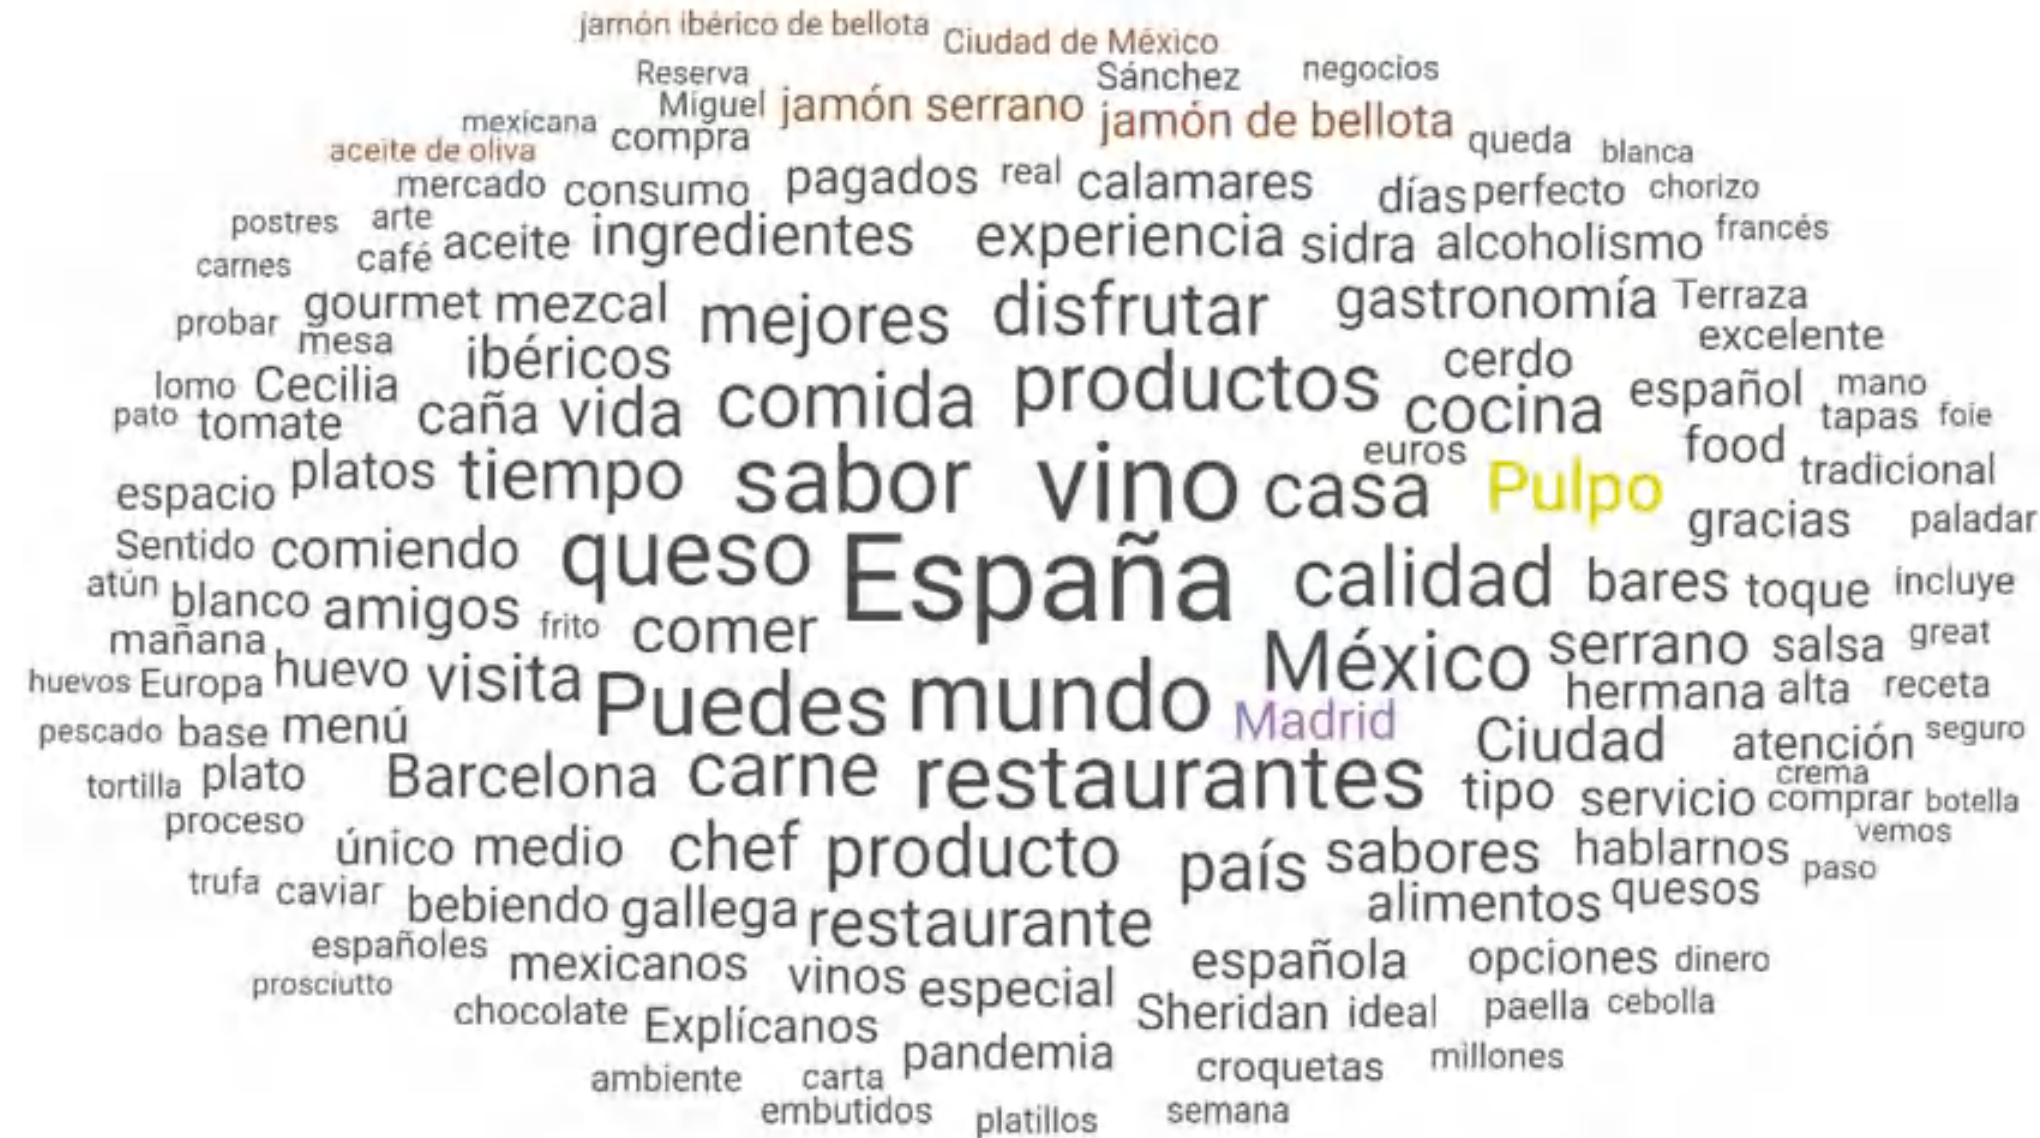 jamón ibérico de bellota Ciudad de México
Reserva Sánchez negocios
Miguel jamón serrano jamón de bellota
mexicana compra queda blanca
aceite de oliva
mercado consumo pagados real calamares días perfecto chorizo
postres arte aceite ingredientes experiencia sidra alcoholismo francés
carnes café
gourmet mezcal mejores disfrutar gastronomía Terraza
probar mesa ibéricos cerdo excelente
lomo Cecilia caña vida comida productos cocina español mano
pato tomate tapas foie
platos tiempo sabor vino casa euros Pulpo food tradicional
espacio gracias paladar
Sentido comiendo queso España calidad bares toque incluye
atún blanco amigos frito comer
mañana México serrano salsa great
huevos Europa huevo visita Puedes mundo Madrid hermana alta receta
pescado base menú Ciudad atención seguro
tortilla plato Barcelona carne restaurantes tipo servicio crema comprar botella
proceso vemos
único medio chef producto país sabores hablarnos paso
trufa caviar bebiendo gallega restaurante alimentos quesos
españoles mexicanos vinos especial española opciones dinero
prosciutto
chocolate Explícanos Sheridan ideal paella cebolla
ambiente carta pandemia croquetas millones
embutidos platillos semana